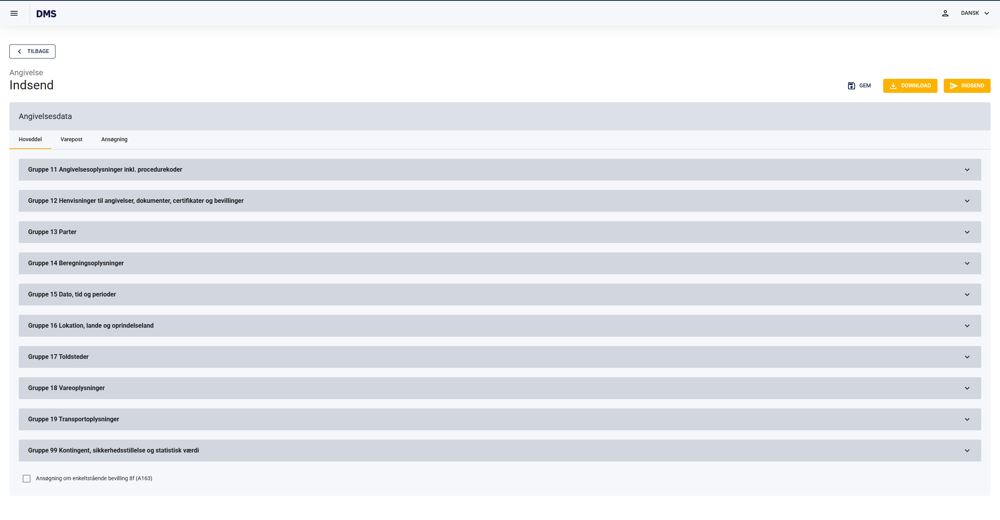 DMS
DANSK
TILBAGE
Angivelse
Indsend
GEM
DOWNLOAD
INDSEND
Angivelsesdata
Hoveddel
Varepost
Ansøgning
Gruppe 11 Angivelsesoplysninger inkl. procedurekoder
Gruppe 12 Henvisninger til angivelser, dokumenter, certifikater og bevillinger
Gruppe 13 Parter
Gruppe 14 Beregningsoplysninger
Gruppe 15 Dato, tid og perioder
Gruppe 16 Lokation, lande og oprindelseland
Gruppe 17 Toldsteder
Gruppe 18 Vareoplysninger
Gruppe 19 Transportoplysninger
Gruppe 99 Kontingent, sikkerhedsstillelse og statistisk værdi
Ansøgning om enkeltstående bevilling 8f (A163)